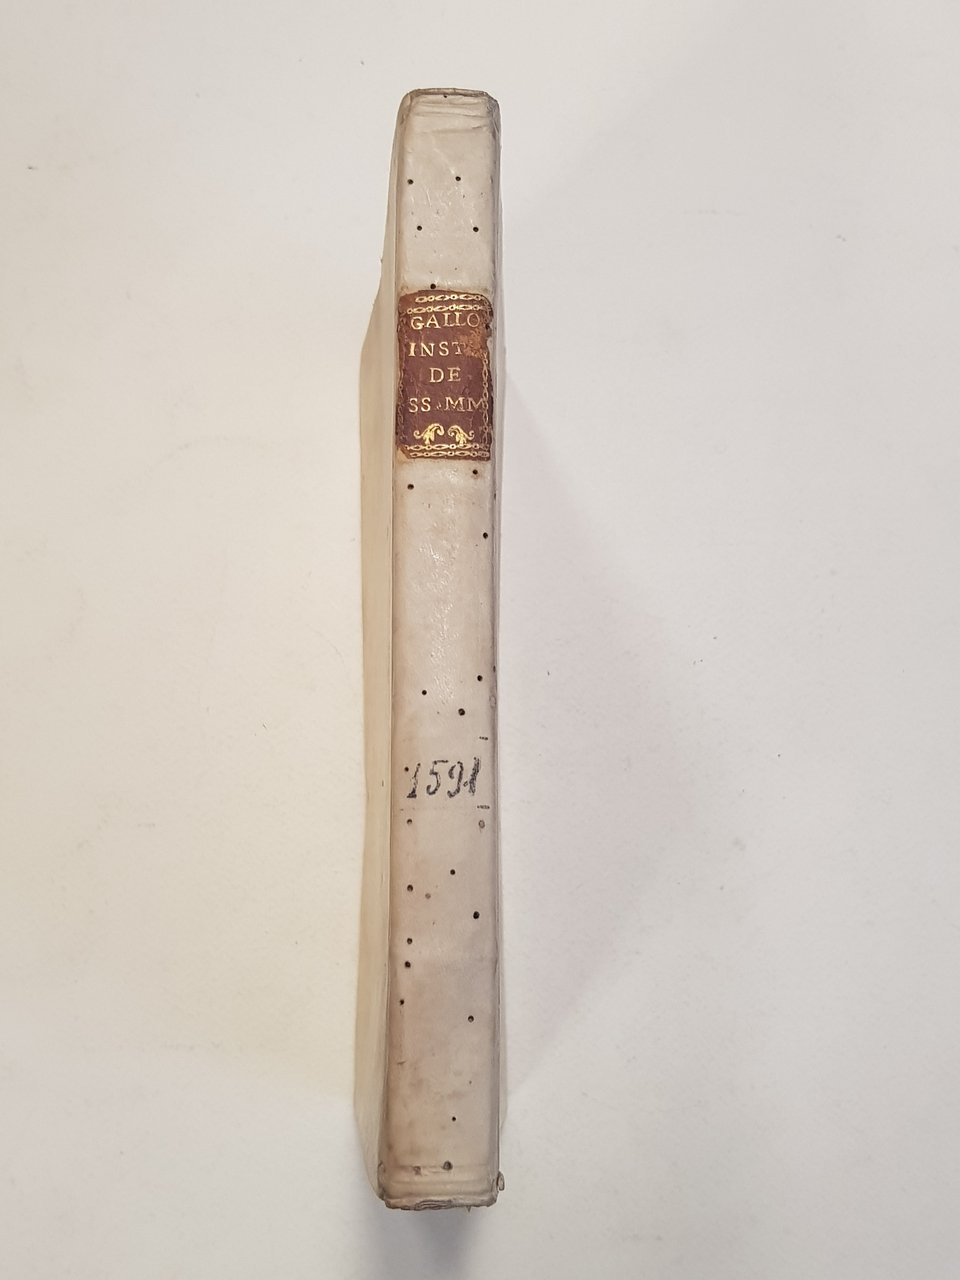 GALLO
INST
DE
SS. MM
1591